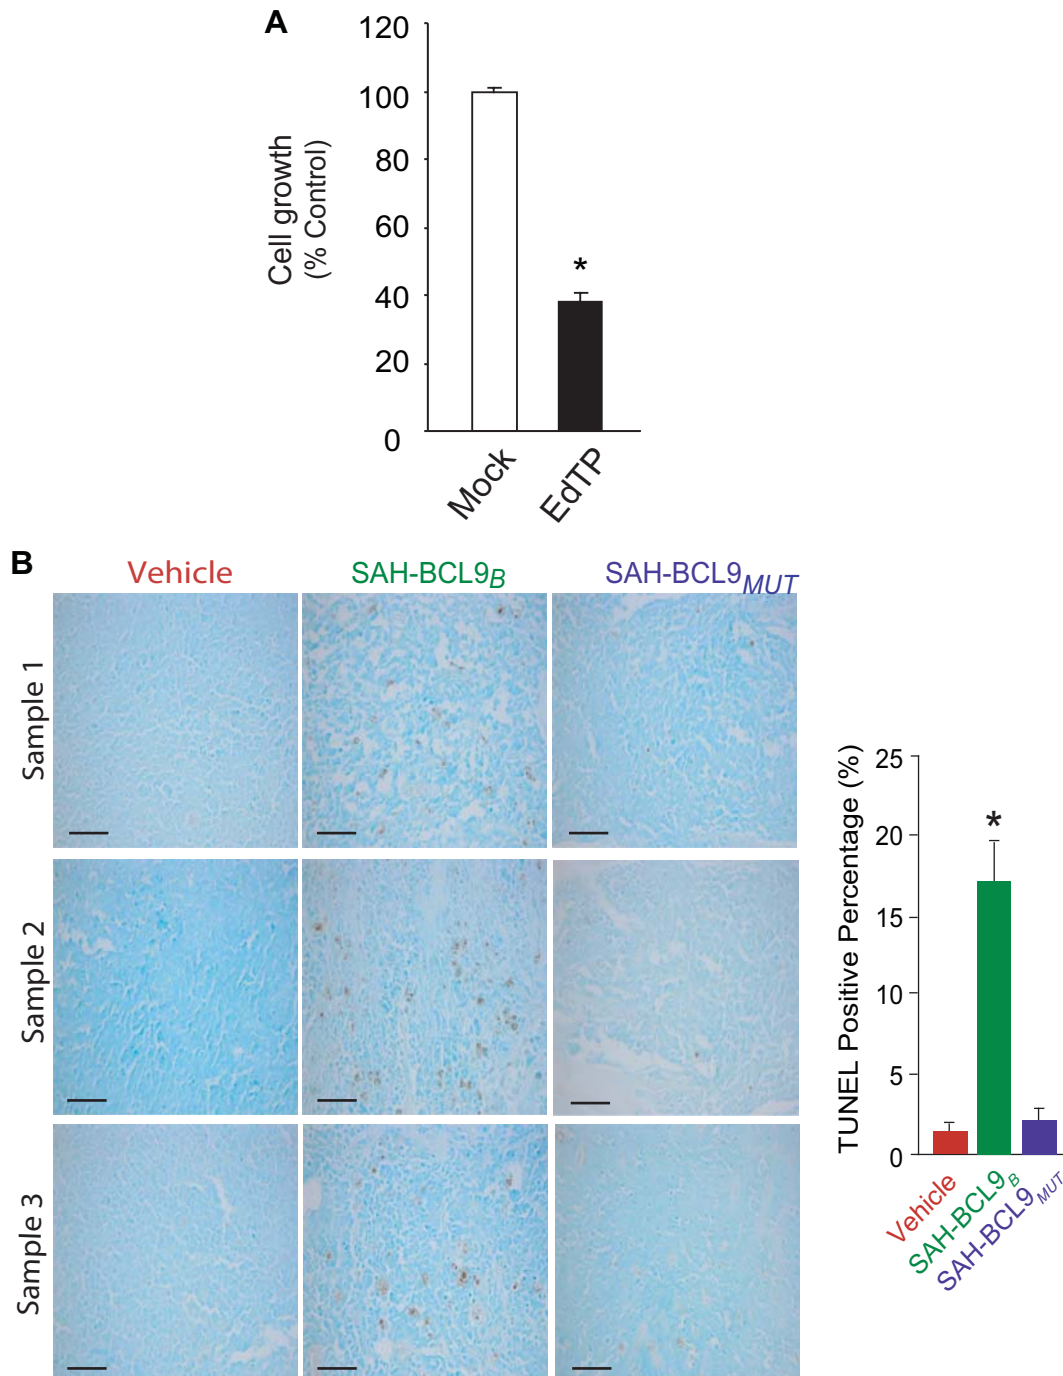 A
120
100
80
60
40
20
0
Cell growth
(% Control)
*
Mock
EdTP
B
Vehicle
SAH-BCL9B
SAH-BCL9MUT
Sample 1
Sample 2
Sample 3
TUNEL Positive Percentage (%)
25
20
15
10
5
0
*
Vehicle
SAH-BCL9B
SAH-BCL9MUT